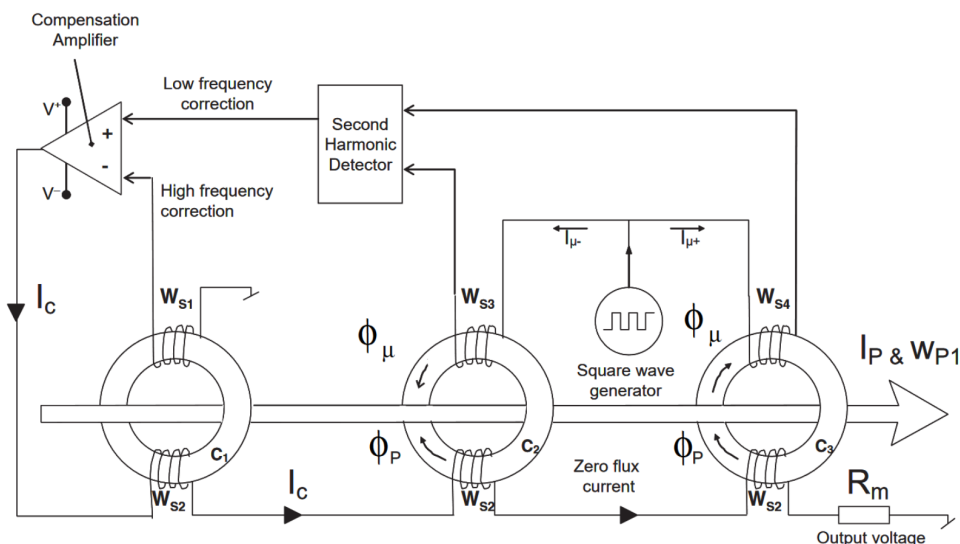 Compensation
Amplifier
Low frequency
correction
V⁺
+
-
V⁻
High frequency
correction
Second
Harmonic
Detector
Iμ-
Iμ+
Ic
WS1
WS3
WS4
ϕμ
ϕμ
Square wave
generator
IP & wP1
C1
C2
C3
ϕP
ϕP
WS2
Ic
WS2
Zero flux
current
WS2
Rm
Output voltage